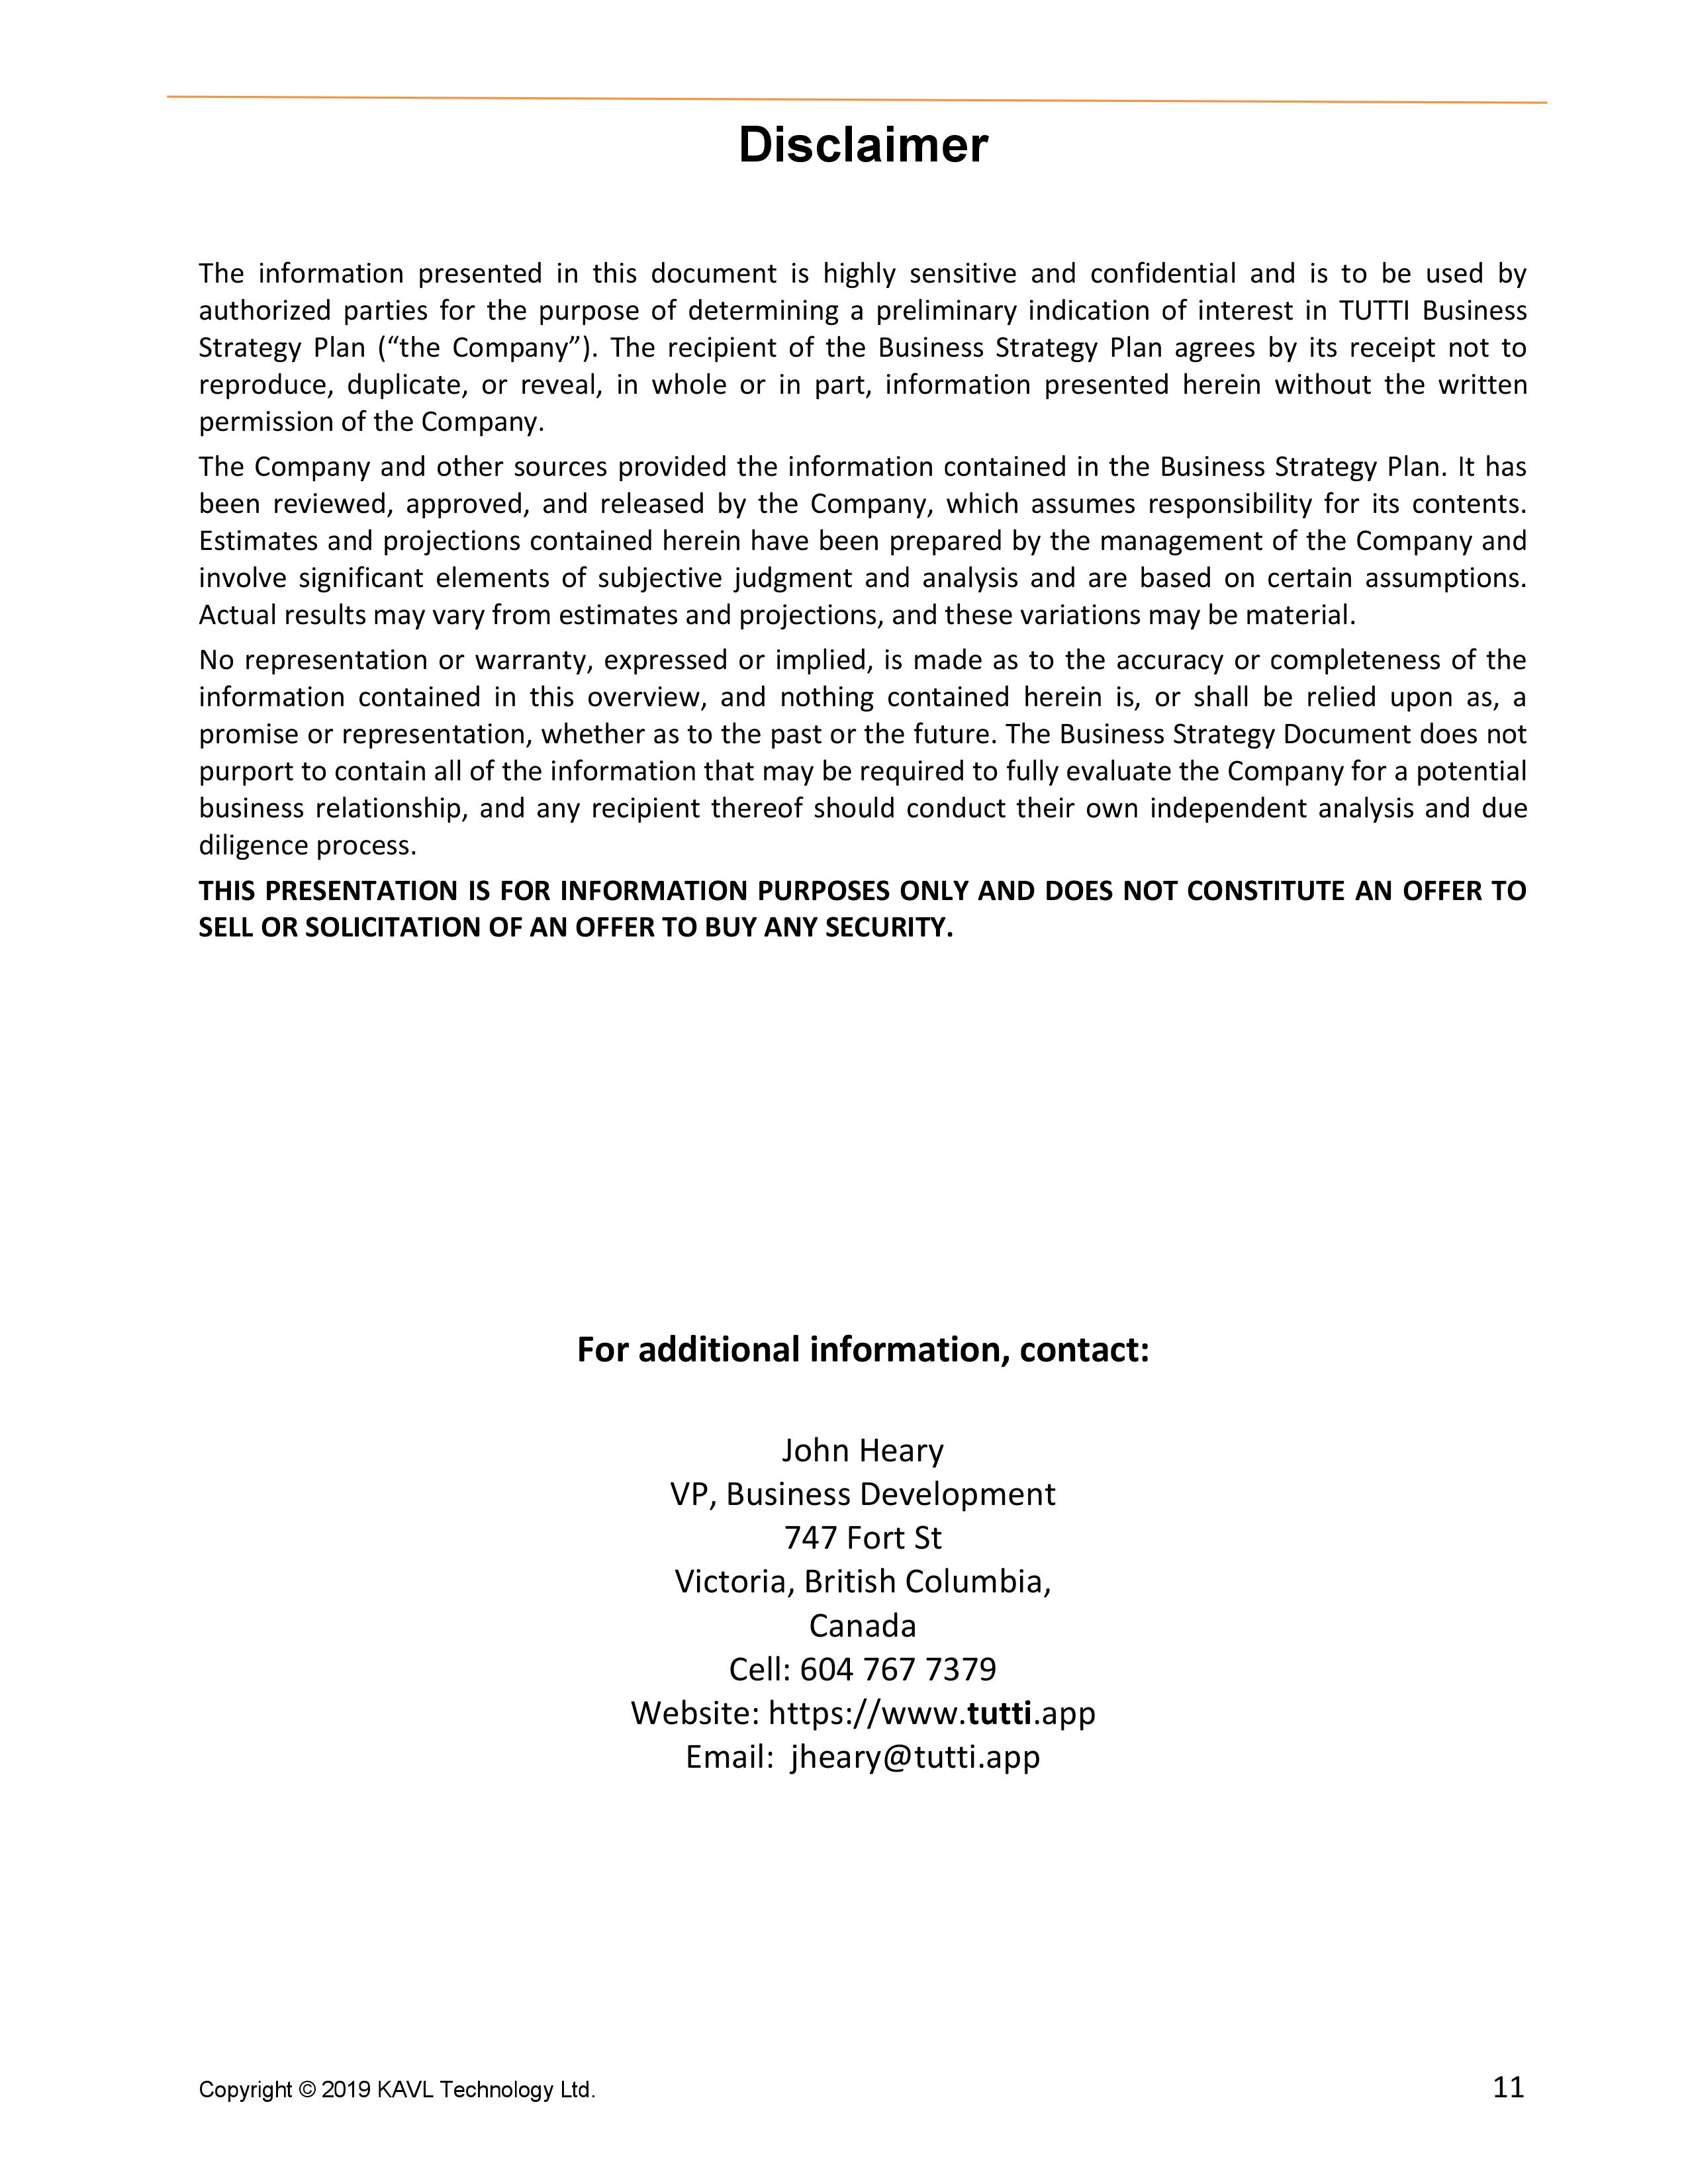 Disclaimer
The information presented in this document is highly sensitive and confidential and is to be used by
authorized parties for the purpose of determining a preliminary indication of interest in TUTTI Business
Strategy Plan (“the Company”). The recipient of the Business Strategy Plan agrees by its receipt not to
reproduce, duplicate, or reveal, in whole or in part, information presented herein without the written
permission of the Company.
The Company and other sources provided the information contained in the Business Strategy Plan. It has
been reviewed, approved, and released by the Company, which assumes responsibility for its contents.
Estimates and projections contained herein have been prepared by the management of the Company and
involve significant elements of subjective judgment and analysis and are based on certain assumptions.
Actual results may vary from estimates and projections, and these variations may be material.
No representation or warranty, expressed or implied, is made as to the accuracy or completeness of the
information contained in this overview, and nothing contained herein is, or shall be relied upon as, a
promise or representation, whether as to the past or the future. The Business Strategy Document does not
purport to contain all of the information that may be required to fully evaluate the Company for a potential
business relationship, and any recipient thereof should conduct their own independent analysis and due
diligence process.
THIS PRESENTATION IS FOR INFORMATION PURPOSES ONLY AND DOES NOT CONSTITUTE AN OFFER TO
SELL OR SOLICITATION OF AN OFFER TO BUY ANY SECURITY.
For additional information, contact:
John Heary
VP, Business Development
747 Fort St
Victoria, British Columbia,
Canada
Cell: 604 767 7379
Website: https://www.tutti.app
Email:  jheary@tutti.app
Copyright © 2019 KAVL Technology Ltd.
11